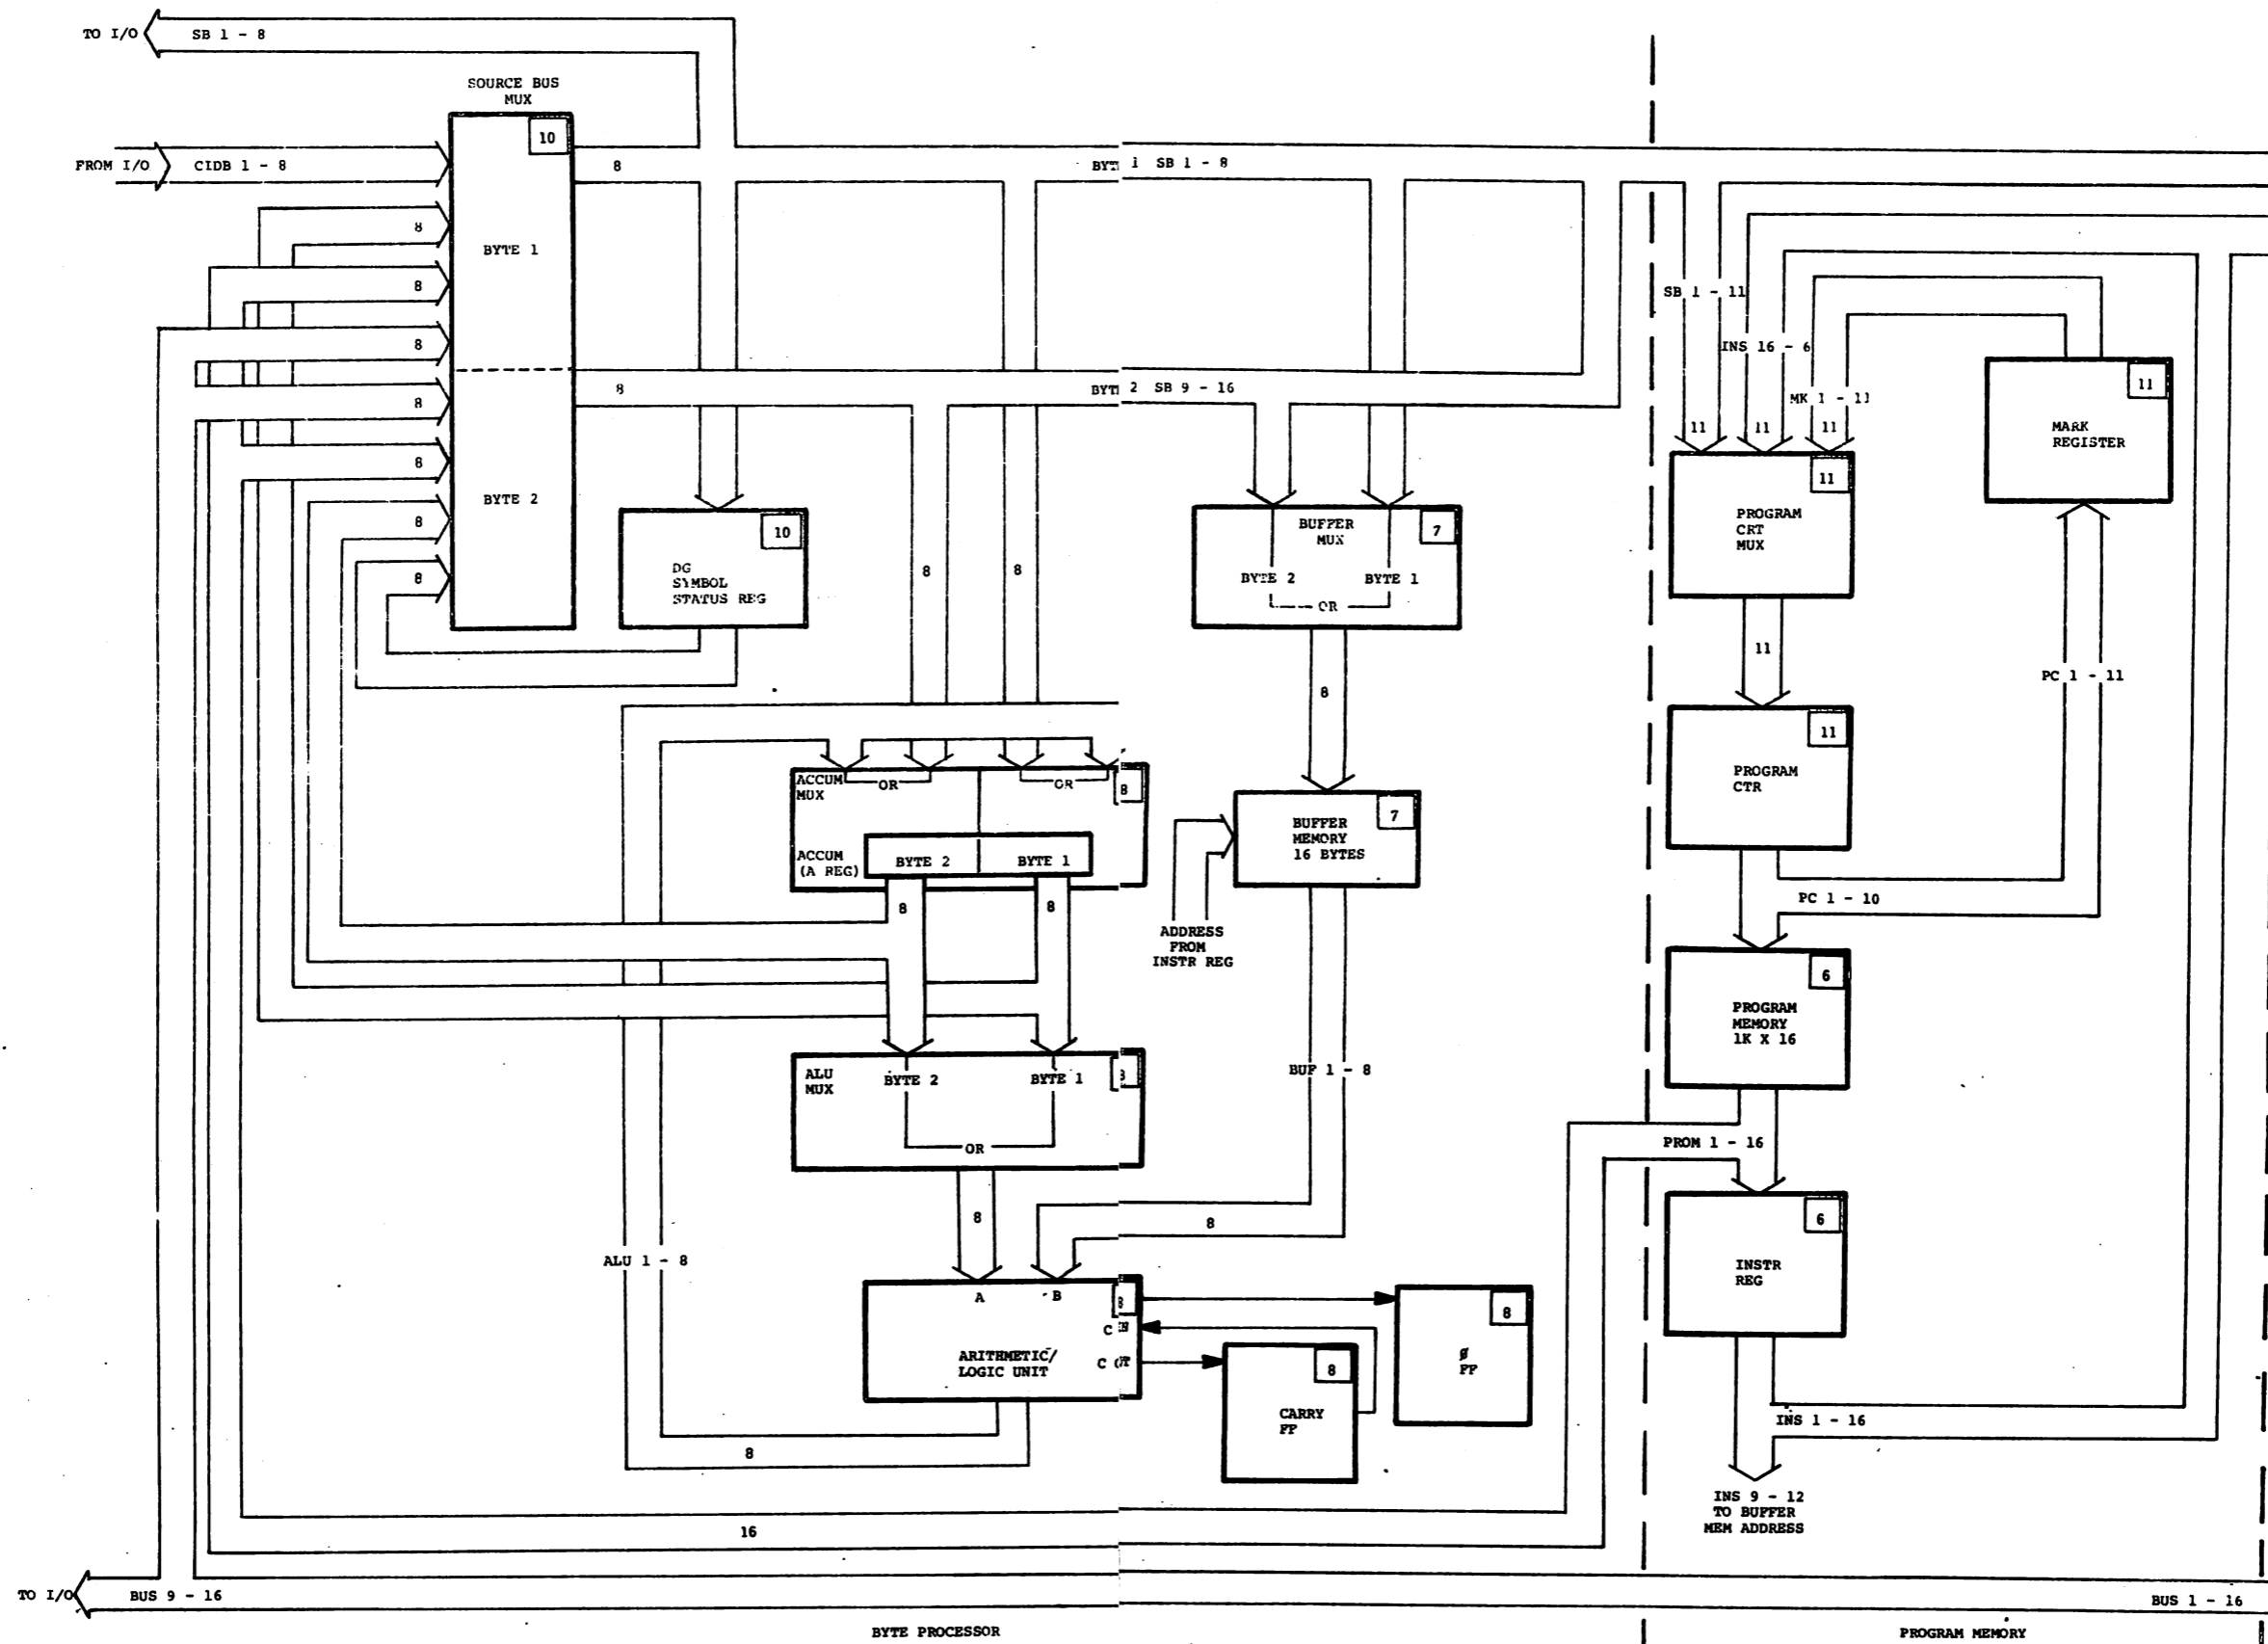 TO I/O
SB 1 - 8
SOURCE BUS
MUX
10
FROM I/O
CIDB 1 - 8
8
BYTE 1 SB 1 - 8
8
BYTE 1
8
8
8
BYTE 2 SB 9 - 16
8
8
BYTE 2
8
8
10
DG
SYMBOL
STATUS REG
8
8
BUFFER
MUX
7
BYTE 2
BYTE 1
OR
8
ACCUM
MUX
OR
OR
8
ACCUM
(A REG)
BYTE 2
BYTE 1
8
8
BUFFER
MEMORY
16 BYTES
7
ADDRESS
FROM
INSTR REG
ALU
MUX
BYTE 2
BYTE 1
8
OR
BUF 1 - 8
8
8
ALU 1 - 8
A
B
8
C
C
ARITHMETIC/
LOGIC UNIT
8
CARRY
FF
8
Ø
FF
8
16
TO I/O
BUS 9 - 16
BYTE PROCESSOR
SB 1 - 11
INS 16 - 6
MK 1 - 11
11
11
11
11
PROGRAM
CRT
MUX
11
MARK
REGISTER
11
PC 1 - 11
11
PROGRAM
CTR
PC 1 - 10
6
PROGRAM
MEMORY
1K X 16
PROM 1 - 16
6
INSTR
REG
INS 1 - 16
INS 9 - 12
TO BUFFER
MEM ADDRESS
BUS 1 - 16
PROGRAM MEMORY